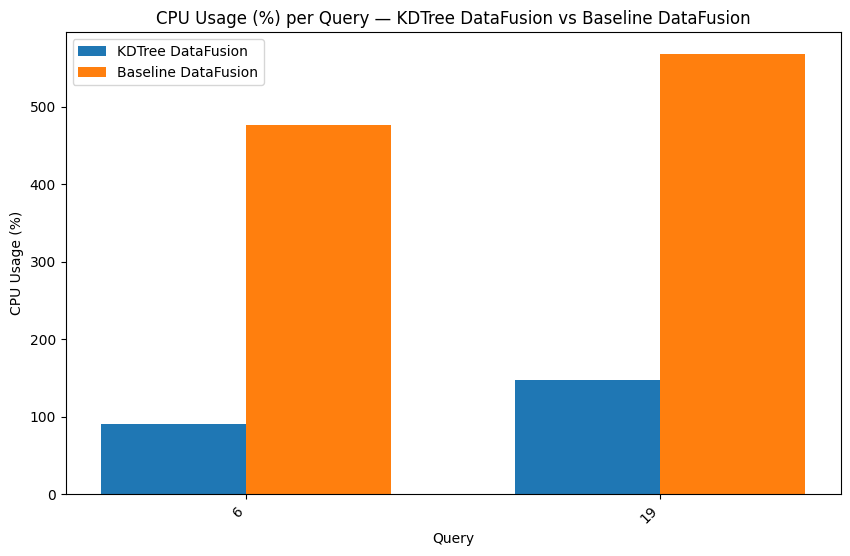 CPU Usage (%) per Query — KDTree DataFusion vs Baseline DataFusion
KDTree DataFusion
Baseline DataFusion
CPU Usage (%)
500
400
300
200
100
0
6
19
Query